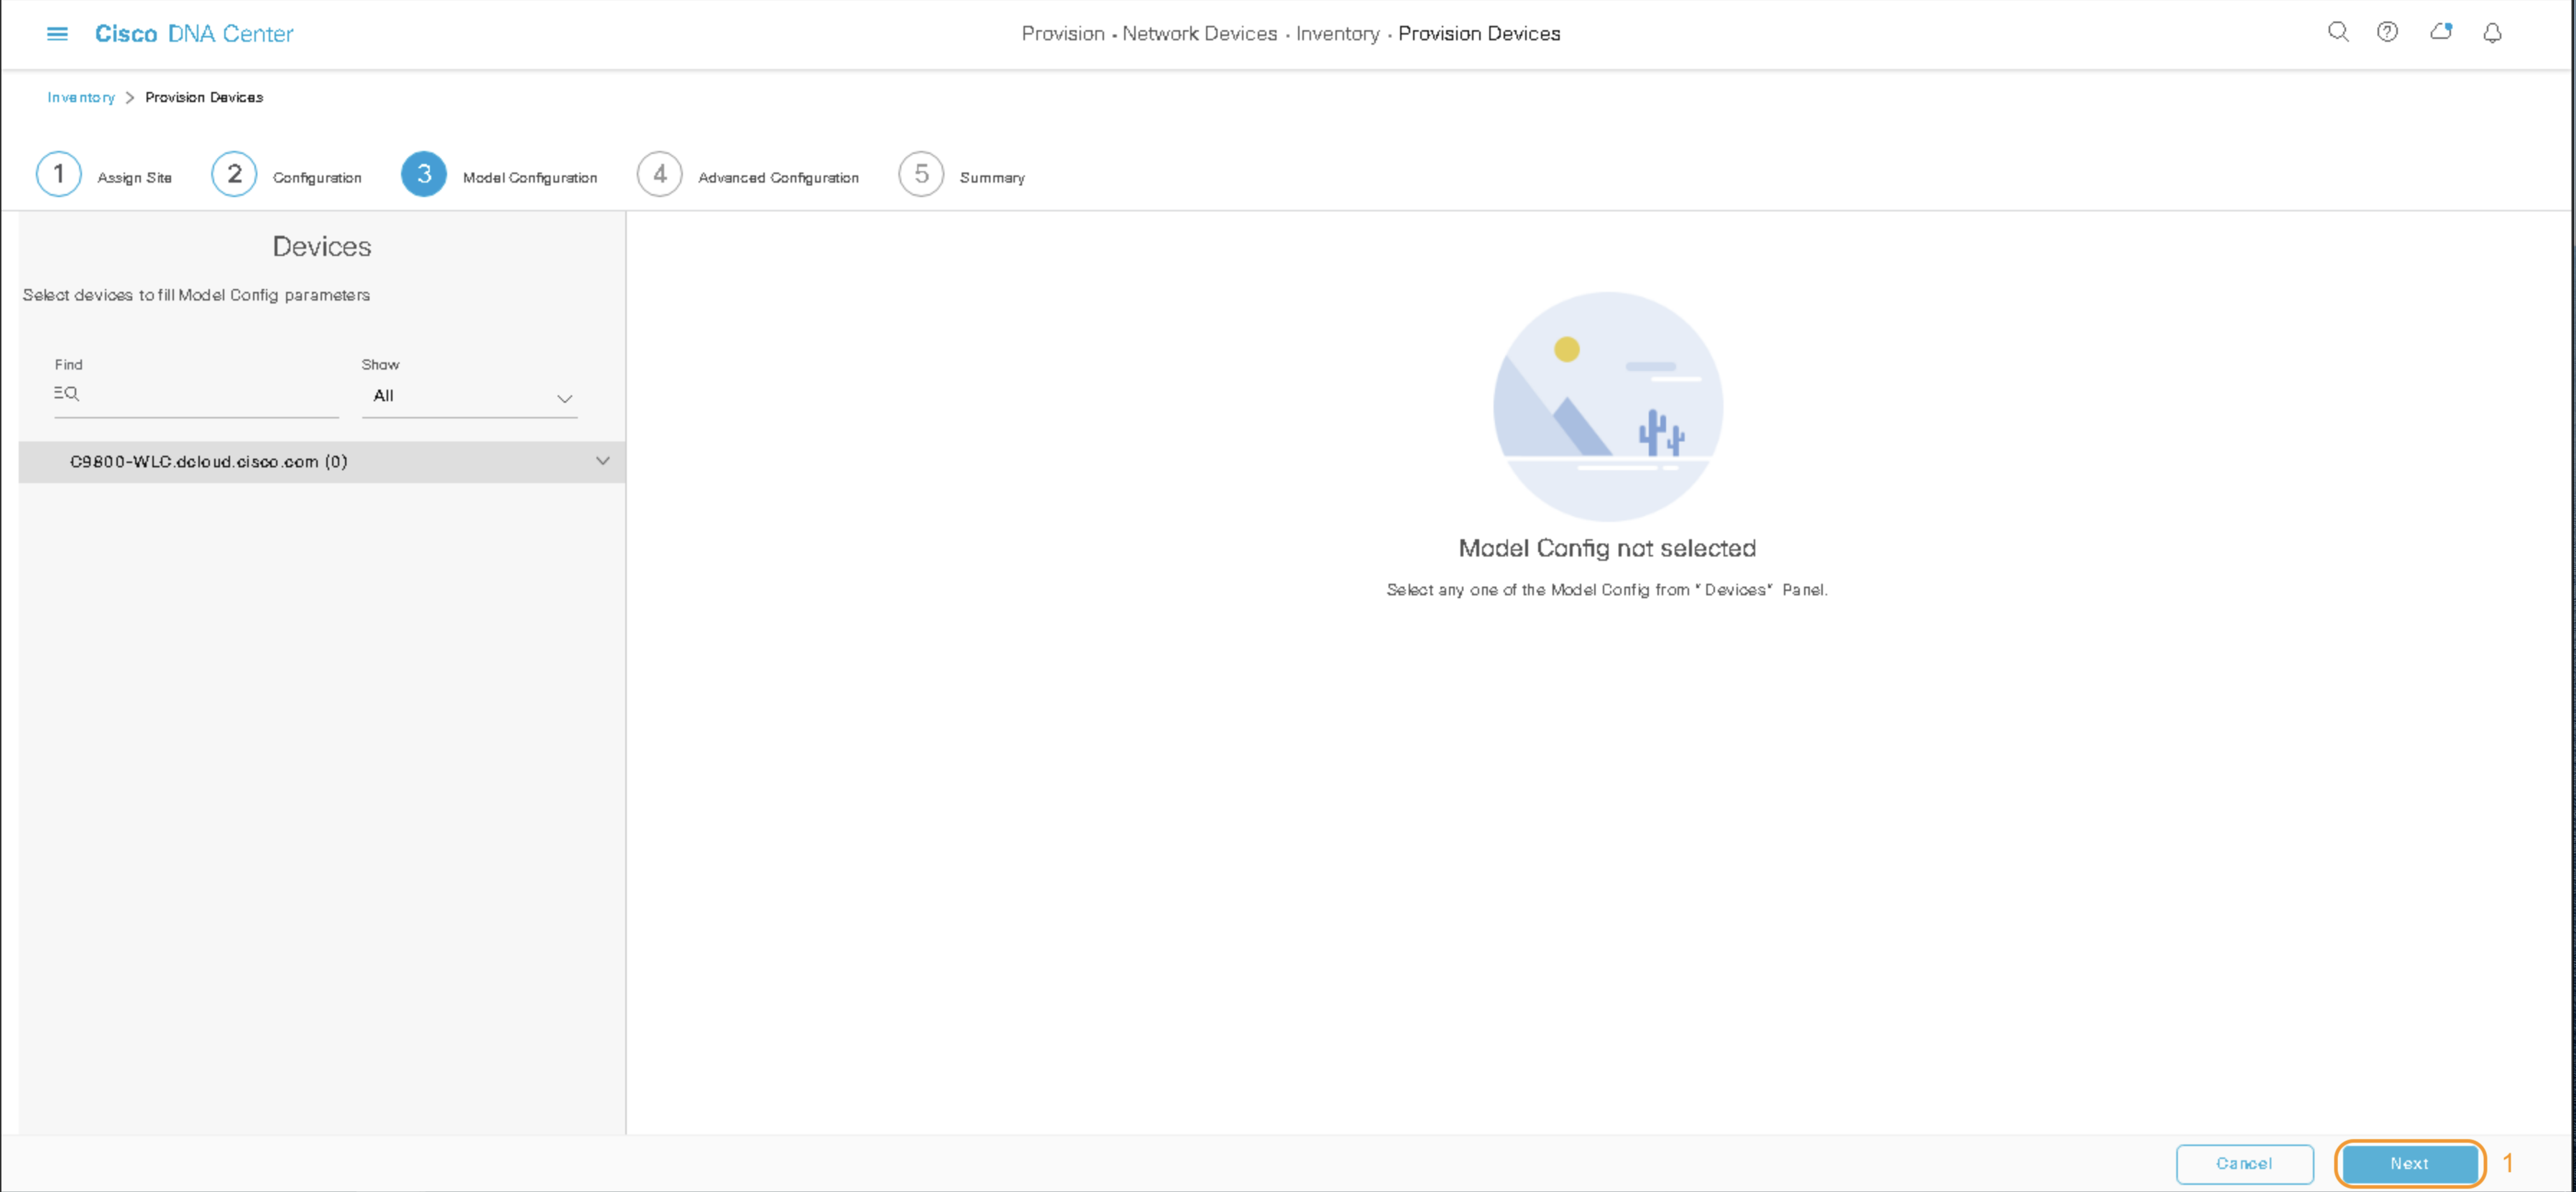 Cisco DNA Center
Provision • Network Devices • Inventory • Provision Devices
Inventory > Provision Devices
1 Assign Site 2 Configuration 3 Model Configuration 4 Advanced Configuration 5 Summary
Devices
Select devices to fill Model Config parameters
Find Show
All
C9800-WLC.dcloud.cisco.com (0)
Model Config not selected
Select any one of the Model Config from "Devices" Panel.
Cancel Next 1